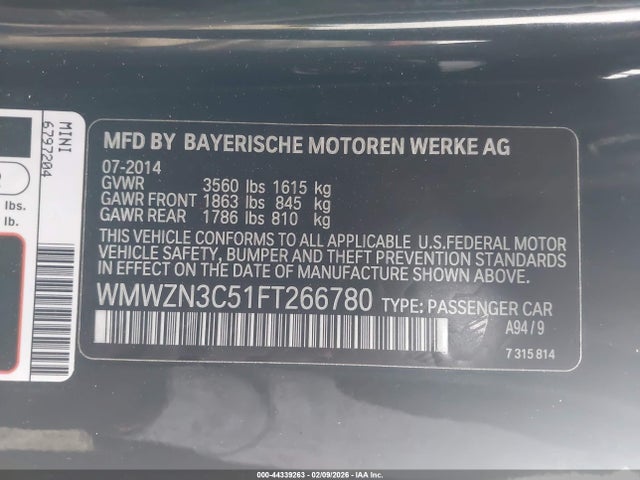 MINI
6797204
lbs.
lb.
MFD BY BAYERISCHE MOTOREN WERKE AG
07-2014
GVWR 3560 lbs 1615 kg
GAWR FRONT 1863 lbs 845 kg
GAWR REAR 1786 lbs 810 kg
THIS VEHICLE CONFORMS TO ALL APPLICABLE U.S.FEDERAL MOTOR
VEHICLE SAFETY, BUMPER AND THEFT PREVENTION STANDARDS
IN EFFECT ON THE DATE OF MANUFACTURE SHOWN ABOVE.
WMWZN3C51FT266780 TYPE: PASSENGER CAR
A94/9
7 315 814
000-44339263 - 02/09/2026 - IAA Inc.